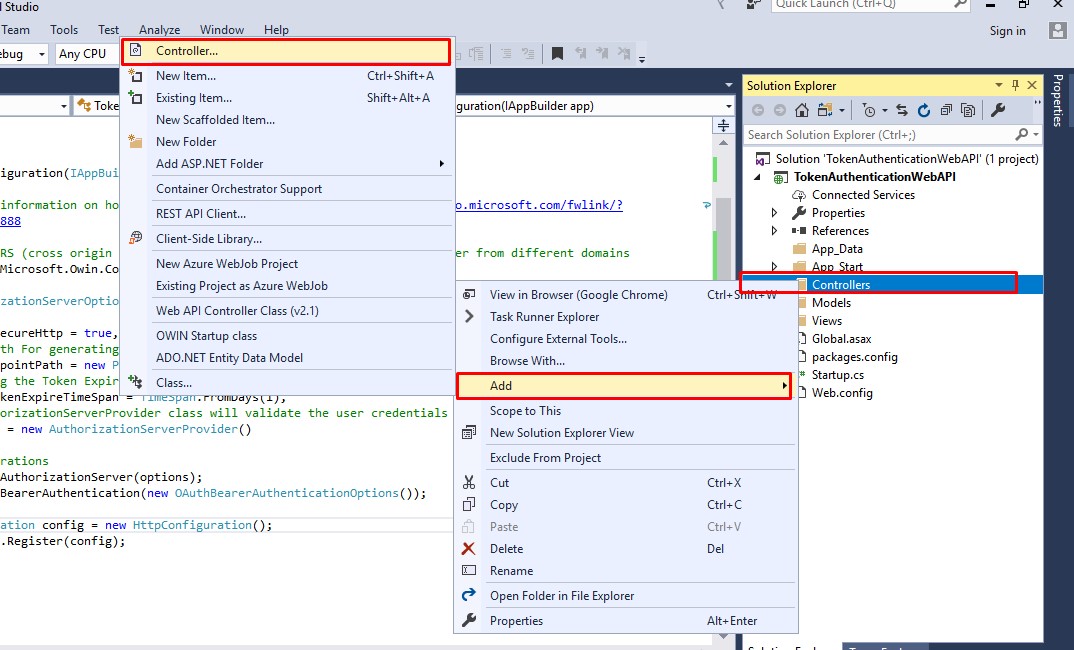 l Studio
Quick Launch (Ctrl+Q)
Team Tools Test Analyze Window Help
Sign in
Any CPU
Controller...
New Item... Ctrl+Shift+A
Existing Item... Shift+Alt+A
New Scaffolded Item...
New Folder
Add ASP.NET Folder
Container Orchestrator Support
REST API Client...
Client-Side Library...
New Azure WebJob Project
Existing Project as Azure WebJob
Web API Controller Class (v2.1)
OWIN Startup class
ADO.NET Entity Data Model
Class...
Toke
guration(IAppBuilder app)
iguration(IAppBui
information on ho
o.microsoft.com/fwlink/?
888
RS (cross origin
er from different domains
Microsoft.Owin.Co
zationServerOptio
ecureHttp = true,
th For generating
pointPath = new P
g the Token Expir
kenExpireTimeSpan = TimeSpan.FromDays(1),
orizationServerProvider class will validate the user credentials
= new AuthorizationServerProvider()
rations
AuthorizationServer(options);
BearerAuthentication(new OAuthBearerAuthenticationOptions());
ation config = new HttpConfiguration();
.Register(config);
View in Browser (Google Chrome) Ctrl+Shift+W
Task Runner Explorer
Configure External Tools...
Browse With...
Add
Scope to This
New Solution Explorer View
Exclude From Project
Cut Ctrl+X
Copy Ctrl+C
Paste Ctrl+V
Delete Del
Rename
Open Folder in File Explorer
Properties Alt+Enter
Solution Explorer
Search Solution Explorer (Ctrl+;)
Solution 'TokenAuthenticationWebAPI' (1 project)
TokenAuthenticationWebAPI
Connected Services
Properties
References
App_Data
App_Start
Controllers
Models
Views
Global.asax
packages.config
Startup.cs
Web.config
Properties